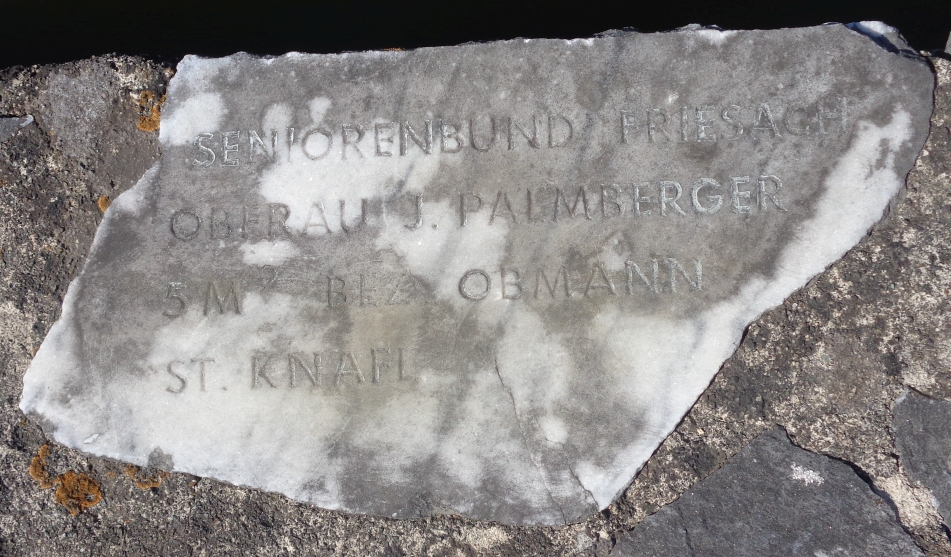 SENIORENBUND FRIESACH
OBERAU J. PALMBERGER
5 M² BEZ OBMANN
ST. KNAFL